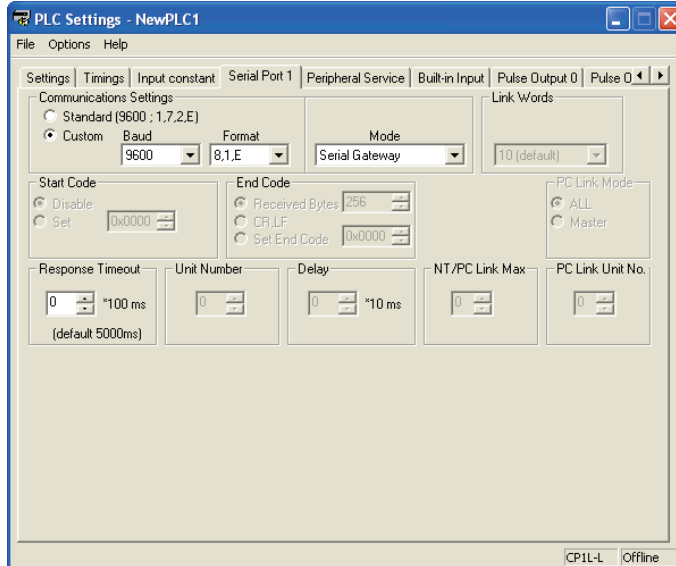 PLC Settings - NewPLC1
File Options Help
Settings Timings Input constant Serial Port 1 Peripheral Service Built-in Input Pulse Output 0 Pulse O
Communications Settings Link Words
Standard (9600 ; 1,7,2,E)
Custom Baud Format Mode
9600 8,1,E Serial Gateway 10 (default)
Start Code End Code PC Link Mode
Disable Received Bytes 256 ALL
Set 0x0000 CR,LF Master
Set End Code 0x0000
Response Timeout Unit Number Delay NT/PC Link Max PC Link Unit No.
0 *100 ms 0 0 *10 ms 0 0
(default 5000ms)
CP1L-L Offline